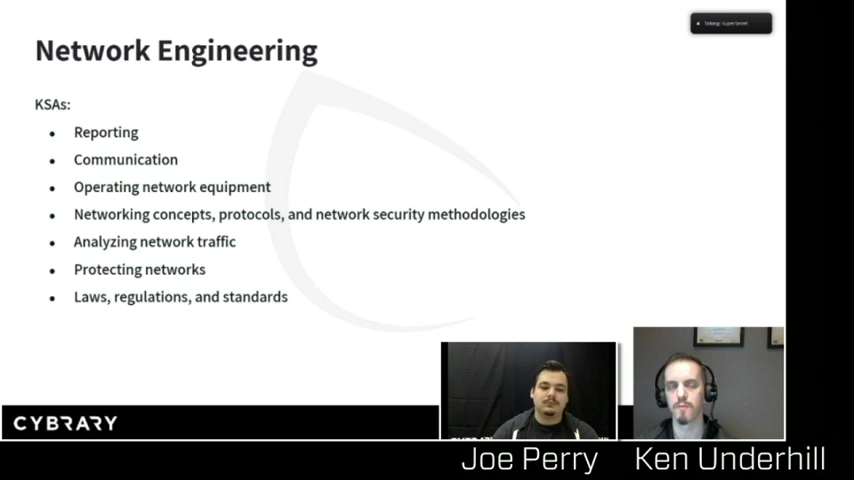 Network Engineering
KSAs:
● Reporting
● Communication
● Operating network equipment
● Networking concepts, protocols, and network security methodologies
● Analyzing network traffic
● Protecting networks
● Laws, regulations, and standards
CYBRARY
Joe Perry
Ken Underhill